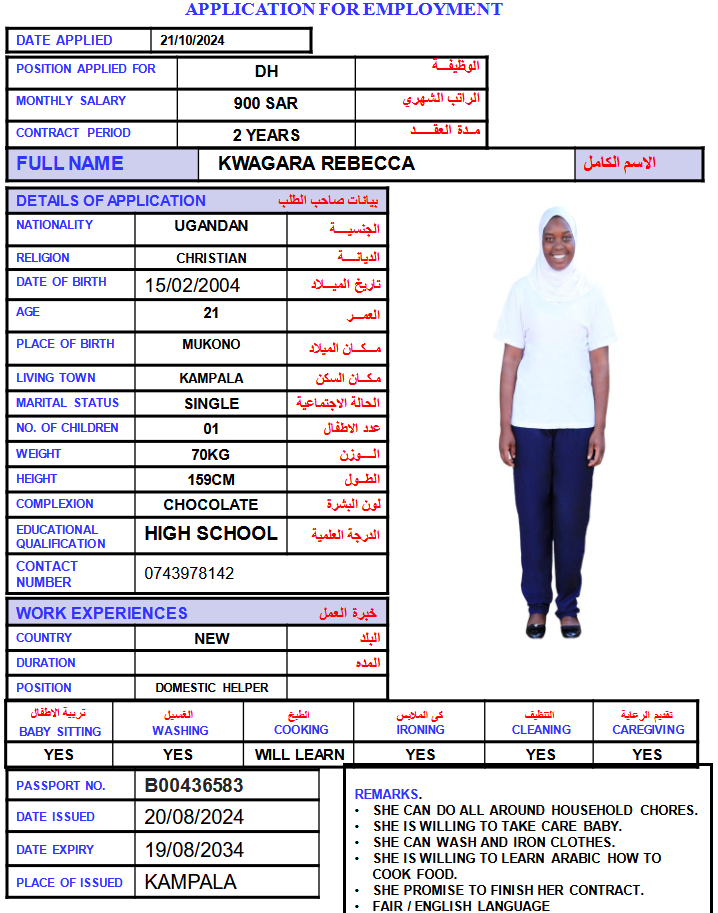 APPLICATION FOR EMPLOYMENT
DATE APPLIED 21/10/2024
POSITION APPLIED FOR DH الوظيفـــة
MONTHLY SALARY 900 SAR الراتب الشهري
CONTRACT PERIOD 2 YEARS مـدة العقـــــد
FULL NAME KWAGARA REBECCA الاسم الكامل
DETAILS OF APPLICATION بيانات صاحب الطلب
NATIONALITY UGANDAN الجنسيـــة
RELIGION CHRISTIAN الديانـــة
DATE OF BIRTH 15/02/2004 تاريخ الميــلاد
AGE 21 العمــر
PLACE OF BIRTH MUKONO مــكـان الميلاد
LIVING TOWN KAMPALA مكـان السكن
MARITAL STATUS SINGLE الحالة الاجتماعية
NO. OF CHILDREN 01 عدد الاطفال
WEIGHT 70KG الـــوزن
HEIGHT 159CM الطــول
COMPLEXION CHOCOLATE لون البشرة
EDUCATIONAL QUALIFICATION HIGH SCHOOL الدرجة العلمية
CONTACT NUMBER 0743978142
WORK EXPERIENCES خبرة العمل
COUNTRY NEW البلد
DURATION المده
POSITION DOMESTIC HELPER
تربية الاطفال الغسيل الطبخ كى الملابس التنظيف تقديم الرعاية
BABY SITTING WASHING COOKING IRONING CLEANING CAREGIVING
YES YES WILL LEARN YES YES YES
PASSPORT NO. B00436583
DATE ISSUED 20/08/2024
DATE EXPIRY 19/08/2034
PLACE OF ISSUED KAMPALA
REMARKS.
• SHE CAN DO ALL AROUND HOUSEHOLD CHORES.
• SHE IS WILLING TO TAKE CARE BABY.
• SHE CAN WASH AND IRON CLOTHES.
• SHE IS WILLING TO LEARN ARABIC HOW TO
COOK FOOD.
• SHE PROMISE TO FINISH HER CONTRACT.
• FAIR / ENGLISH LANGUAGE